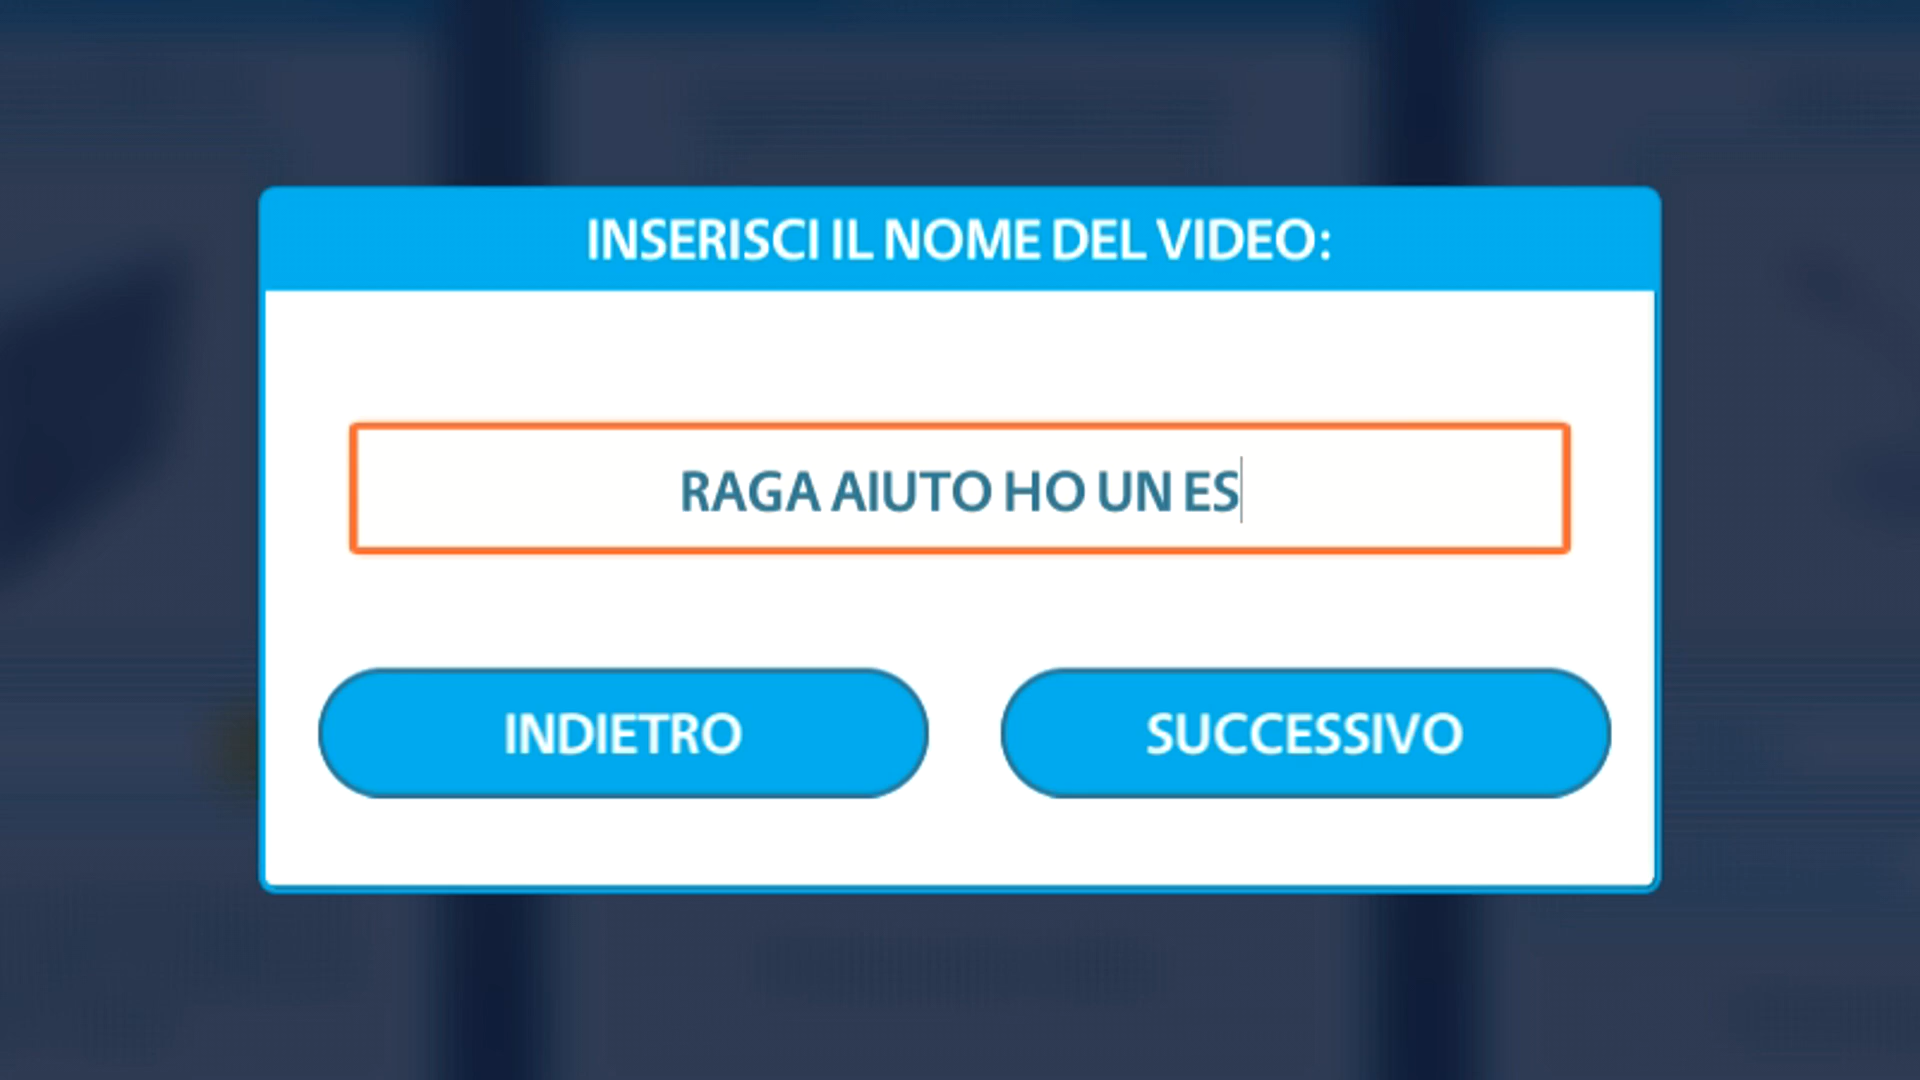 INSERISCI IL NOME DEL VIDEO:
RAGA AIUTO HO UN ES
INDIETRO
SUCCESSIVO